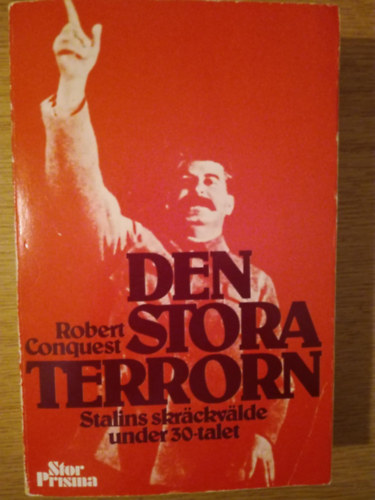 DEN
Robert
Conquest
STORA
TERRORN
Stalins skräckvälde
under 30-talet
Stor
Prisma